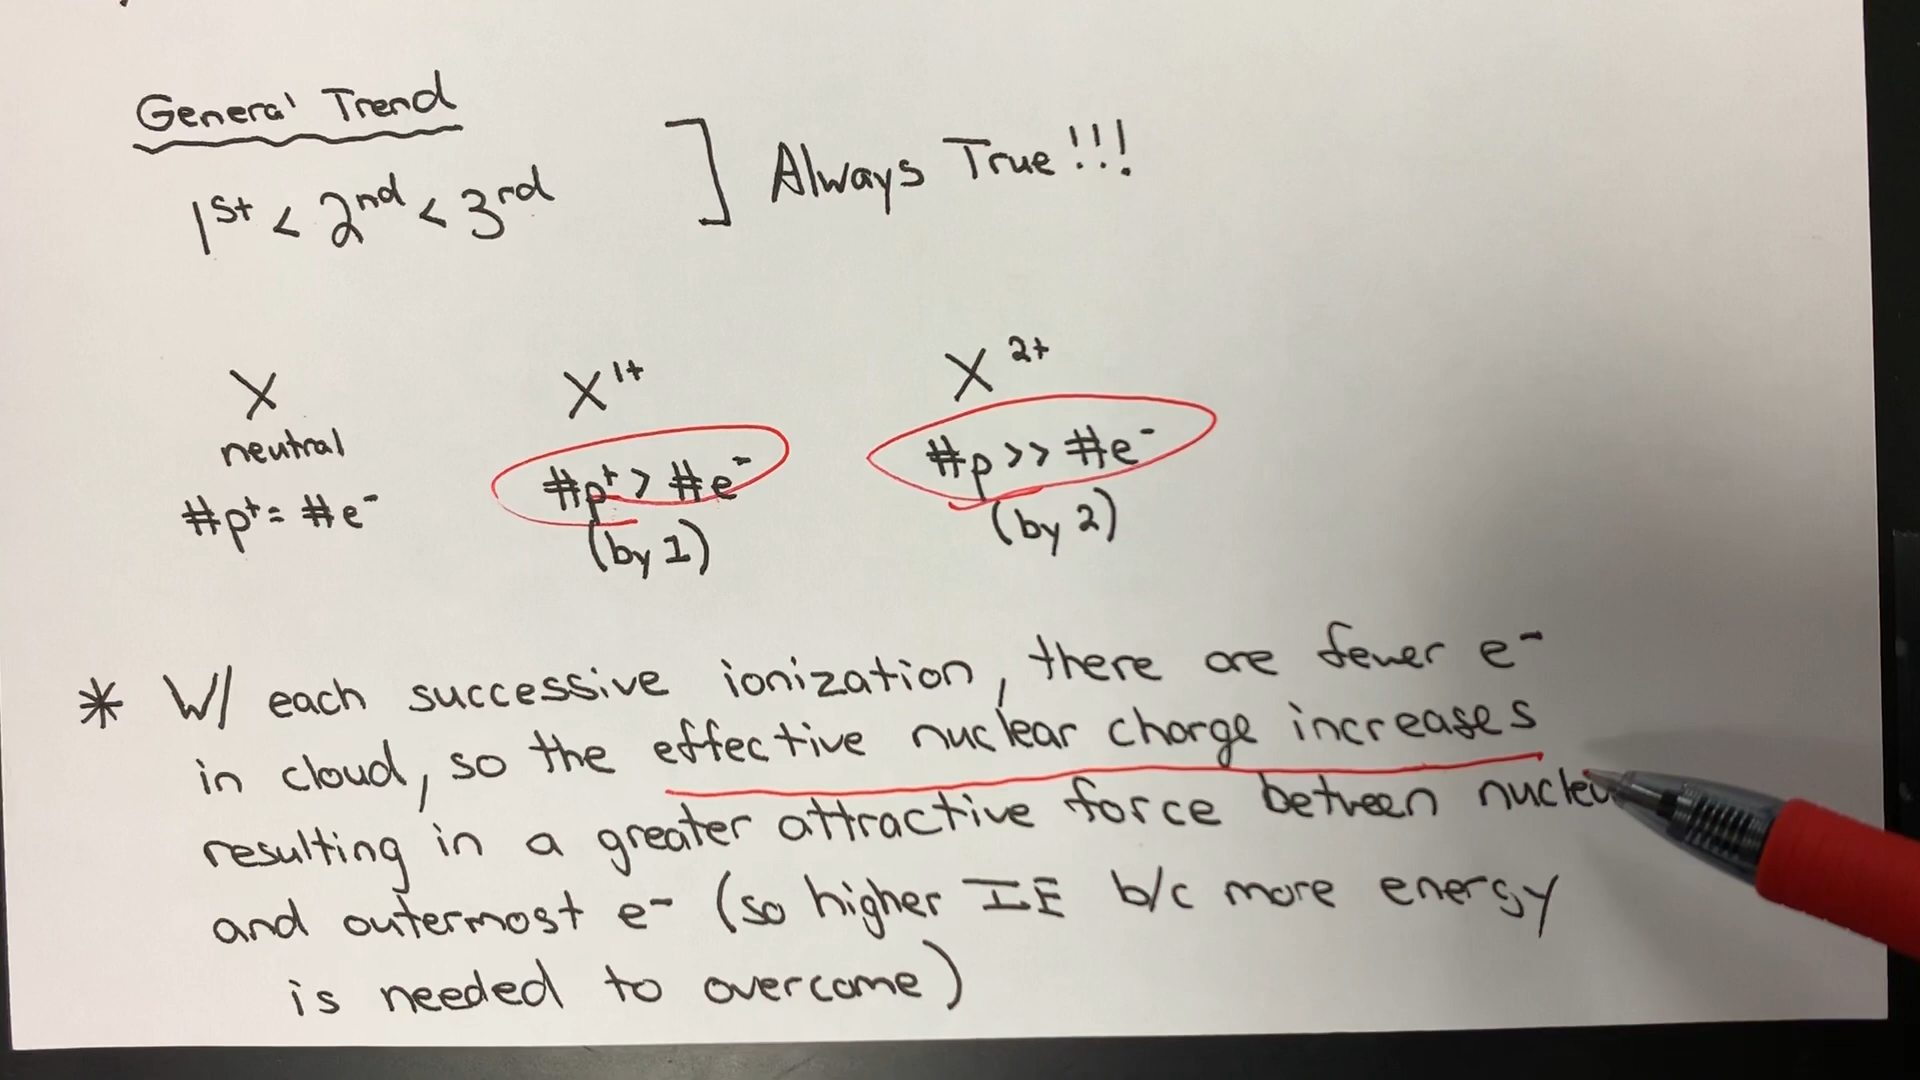 General Trend
1st < 2nd < 3rd ] Always True!!!
X X1+ X2+
neutral
#p+ = #e- #p+ > #e- #p >> #e-
(by 1) (by 2)
* W/ each successive ionization, there are fewer e-
in cloud, so the effective nuclear charge increases
resulting in a greater attractive force between
and outermost e- (so higher IE b/c more energy
is needed to overcome)